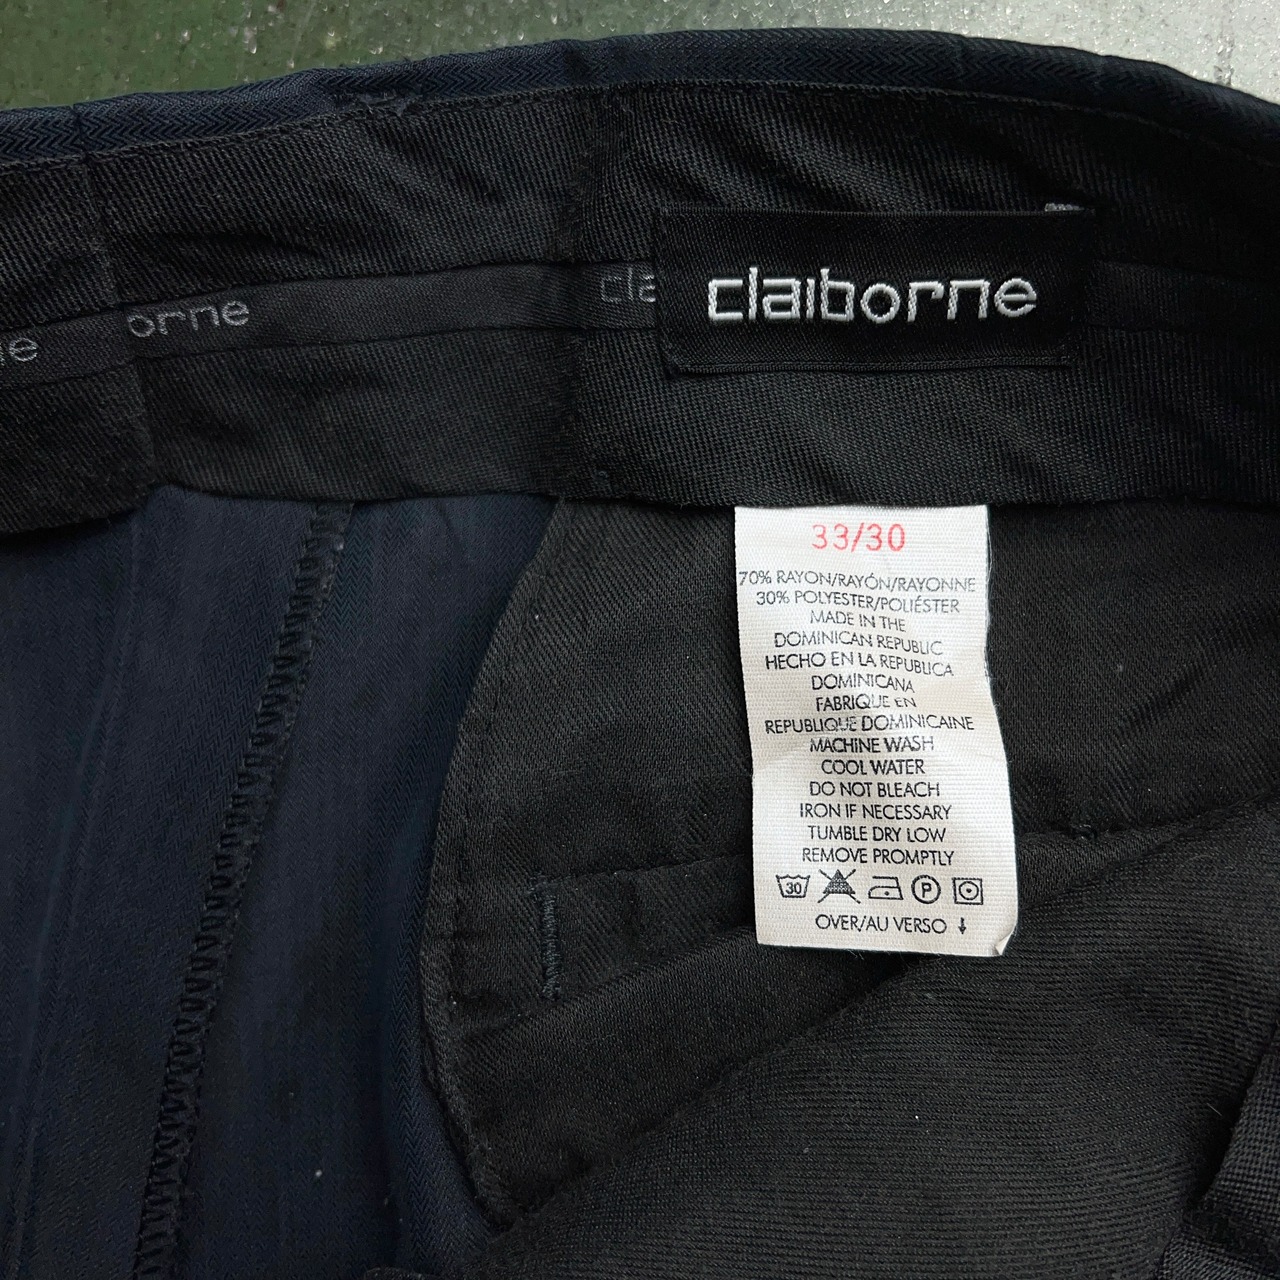 claiborne
cla
orne
ne
33/30
70% RAYON/RAYÓN/RAYONNE
30% POLYESTER/POLIÉSTER
MADE IN THE
DOMINICAN REPUBLIC
HECHO EN LA REPUBLICA
DOMINICANA
FABRIQUE EN
REPUBLIQUE DOMINICAINE
MACHINE WASH
COOL WATER
DO NOT BLEACH
IRON IF NECESSARY
TUMBLE DRY LOW
REMOVE PROMPTLY
30 P
OVER/AU VERSO ↓